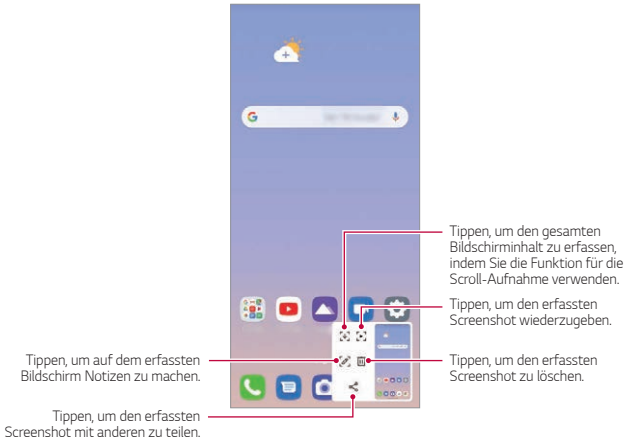 Tippen, um den gesamten
Bildschirminhalt zu erfassen,
indem Sie die Funktion für die
Scroll-Aufnahme verwenden.
Tippen, um den erfassten
Screenshot wiederzugeben.
Tippen, um auf dem erfassten
Bildschirm Notizen zu machen.
Tippen, um den erfassten
Screenshot zu löschen.
Tippen, um den erfassten
Screenshot mit anderen zu teilen.